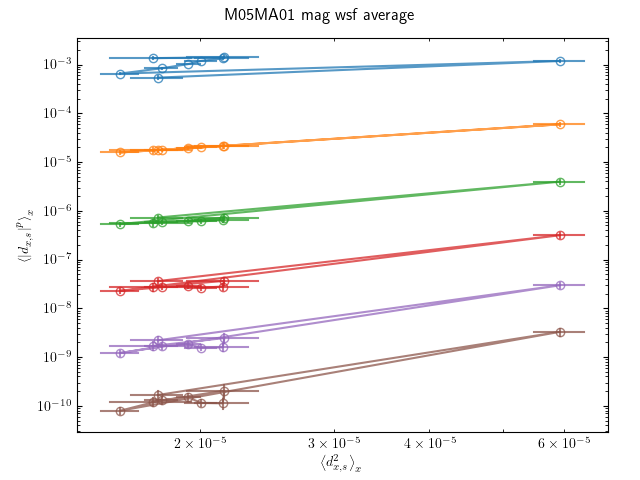 M05MA01 mag wsf average
10⁻³
10⁻⁴
10⁻⁵
10⁻⁶
10⁻⁷
10⁻⁸
10⁻⁹
10⁻¹⁰
⟨|d_{x,s}|^p⟩_x
2 × 10⁻⁵ 3 × 10⁻⁵ 4 × 10⁻⁵ 6 × 10⁻⁵
⟨d²_{x,s}⟩_x